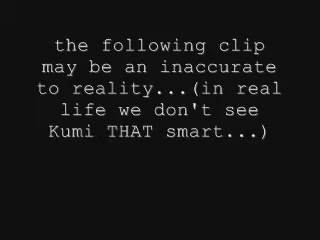 the following clip
may be an inaccurate
to reality...(in real
life we don't see
Kumi THAT smart...)